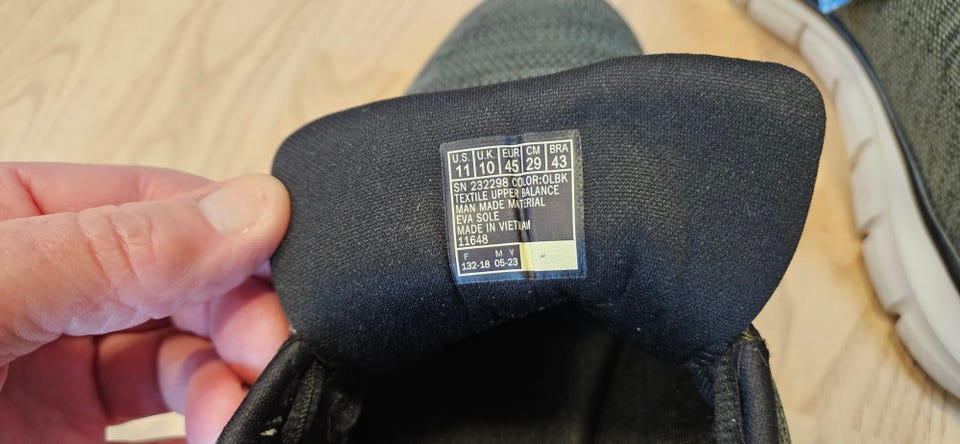 U.S. U.K. EUR CM BRA
11 10 45 29 43
SN 232298 COLOR:OLBK
TEXTILE UPPER BALANCE
MAN MADE MATERIAL
EVA SOLE
MADE IN VIETNAM
11648
F M Y
132-18 05-23